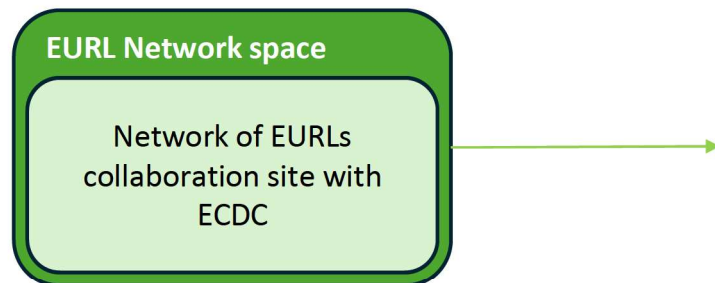 EURL Network space
Network of EURLs
collaboration site with
ECDC